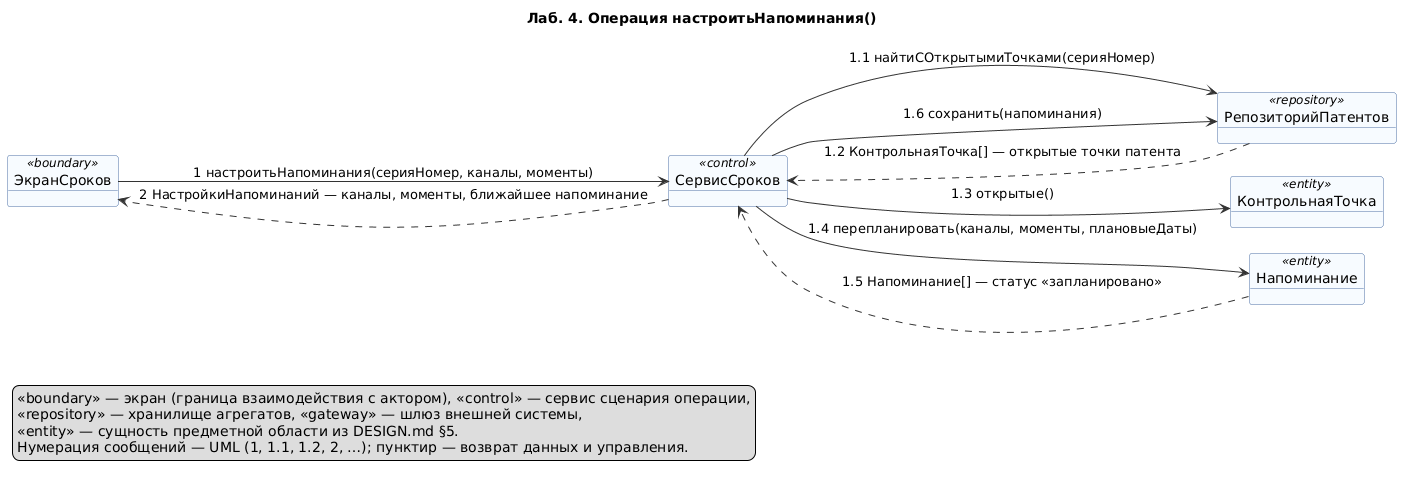 Лаб. 4. Операция настроитьНапоминания()
1.1 найтиСОткрытымиТочками(серияНомер)
«repository»
РепозиторийПатентов
1.6 сохранить(напоминания)
1.2 КонтрольнаяТочка[] — открытые точки патента
«boundary»
ЭкранСроков
1 настроитьНапоминания(серияНомер, каналы, моменты)
2 НастройкиНапоминаний — каналы, моменты, ближайшее напоминание
«control»
СервисСроков
1.3 открытые()
«entity»
КонтрольнаяТочка
1.4 перепланировать(каналы, моменты, плановыеДаты)
«entity»
Напоминание
1.5 Напоминание[] — статус «запланировано»
«boundary» — экран (граница взаимодействия с актором), «control» — сервис сценария операции,
«repository» — хранилище агрегатов, «gateway» — шлюз внешней системы,
«entity» — сущность предметной области из DESIGN.md §5.
Нумерация сообщений — UML (1, 1.1, 1.2, 2, ...); пунктир — возврат данных и управления.